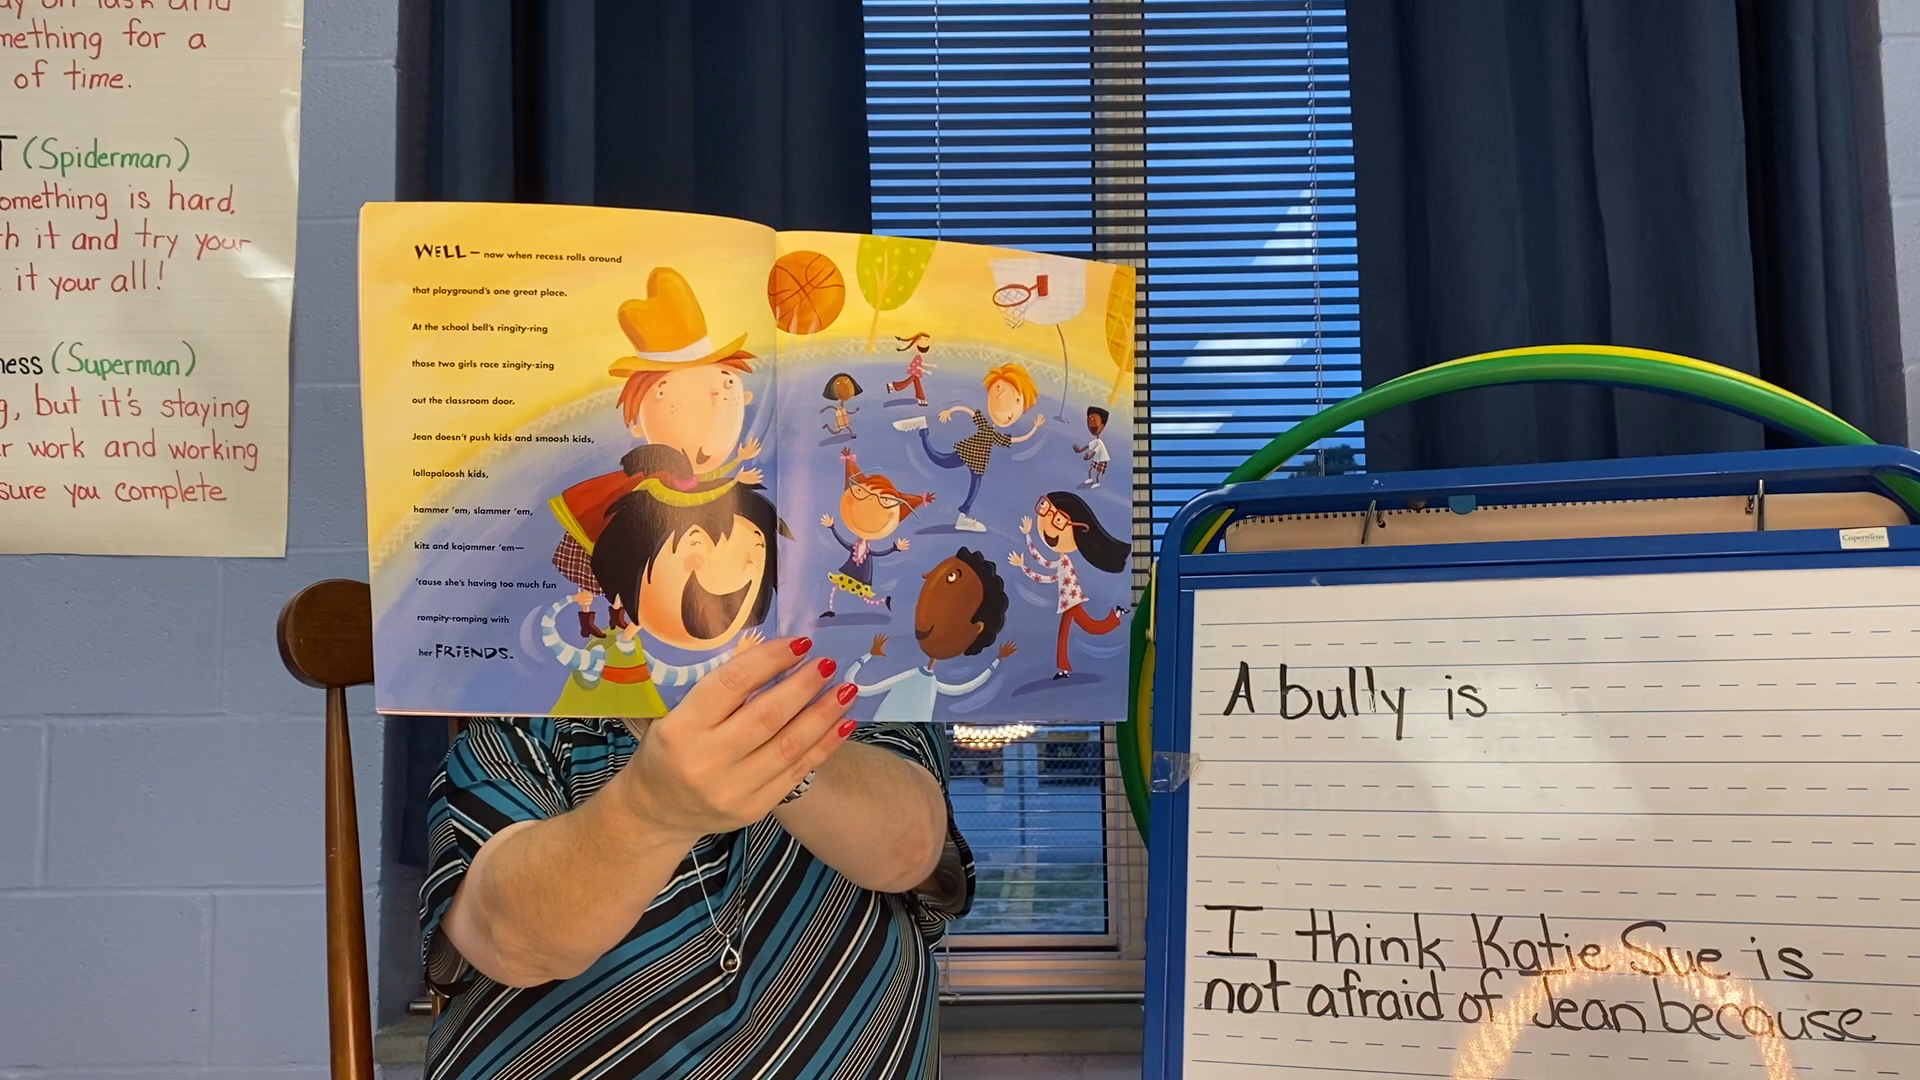 mething for a
of time.
(Spiderman)
omething is hard,
h it and try your
it your all!
ness (Superman)
g, but it's staying
r work and working
sure you complete
WELL – now when recess rolls around
that playground's one great place.
At the school bell's ringity-ring
those two girls race zingity-zing
out the classroom door.
Jean doesn't push kids and smoosh kids,
lollapaloosh kids,
hammer 'em, slammer 'em,
kitz and kajammer 'em—
'cause she's having too much fun
rompity-romping with
her FRIENDS.
Copernicus
A bully is
I think Katie Sue is
not afraid of Jean because